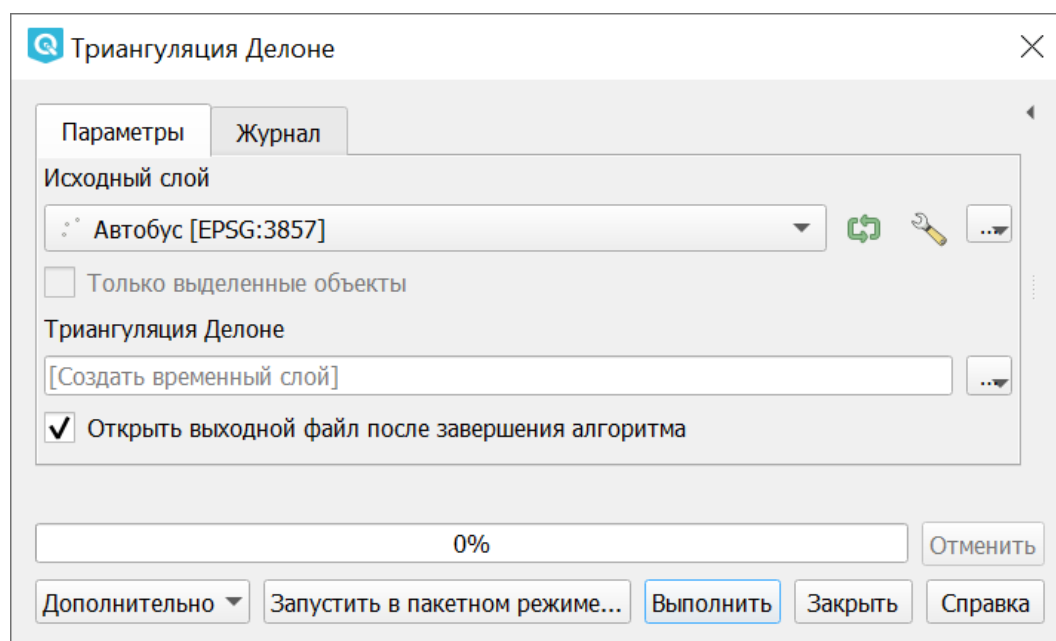 Триангуляция Делоне
Параметры Журнал
Исходный слой
Автобус [EPSG:3857]
...
Только выделенные объекты
Триангуляция Делоне
[Создать временный слой]
...
Открыть выходной файл после завершения алгоритма
0%
Отменить
Дополнительно Запустить в пакетном режиме... Выполнить Закрыть Справка